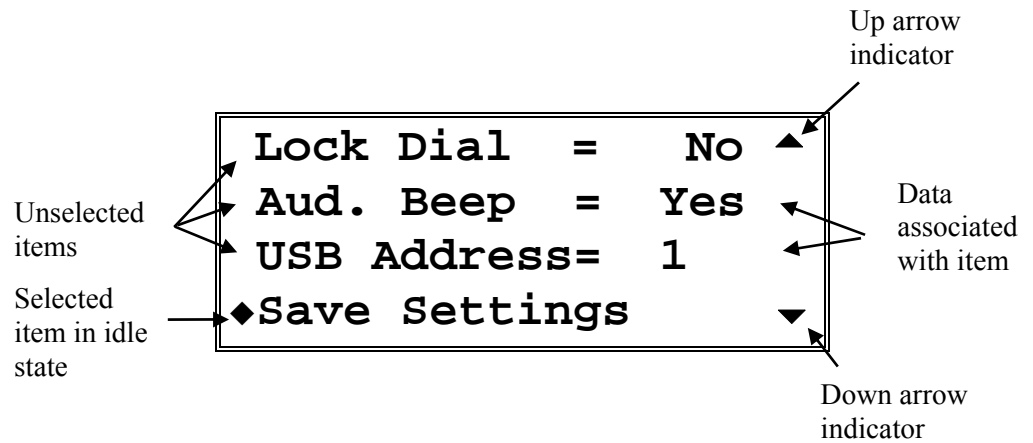 Up arrow
indicator
Lock Dial = No ▲
Aud. Beep = Yes
USB Address= 1
◆Save Settings ▼
Unselected
items
Selected
item in idle
state
Data
associated
with item
Down arrow
indicator